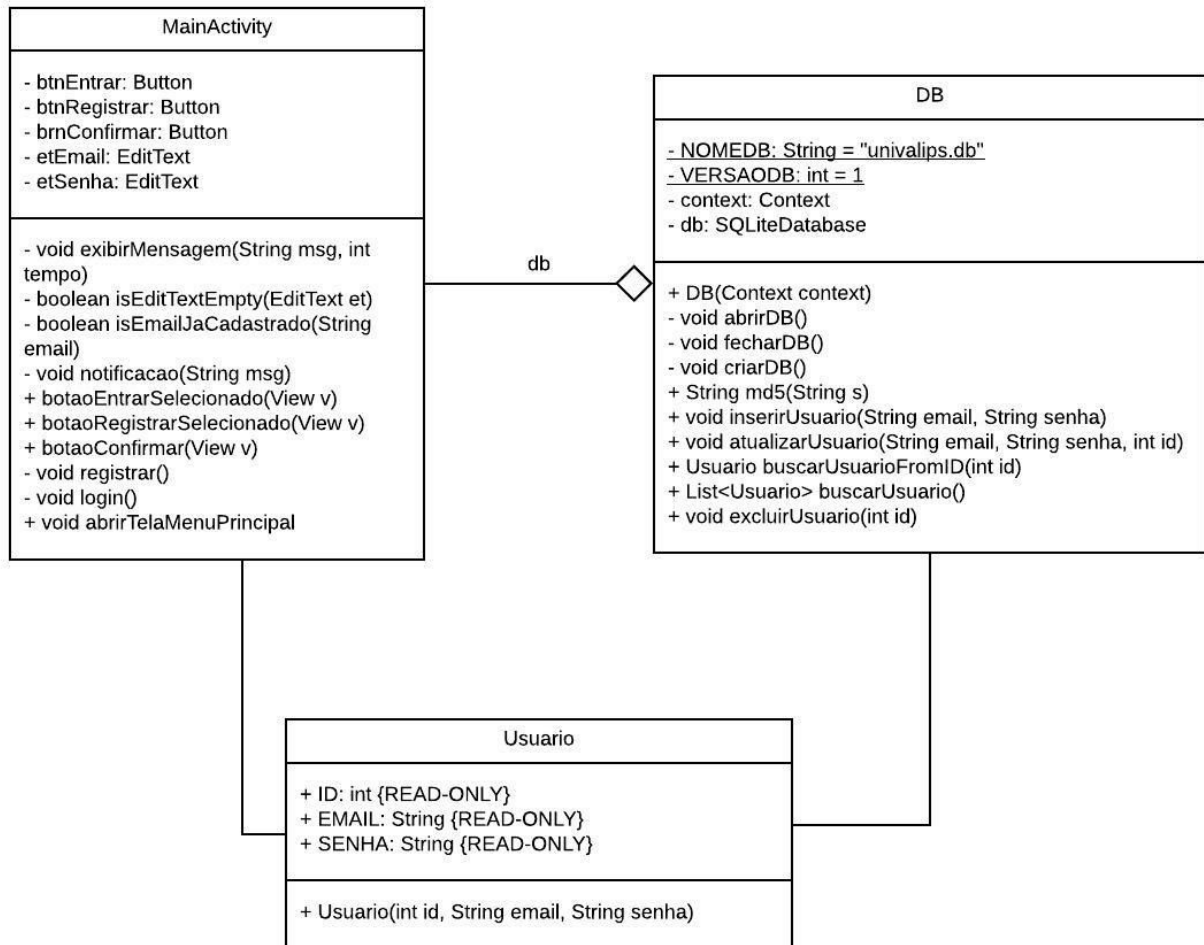 MainActivity
- btnEntrar: Button
- btnRegistrar: Button
- brnConfirmar: Button
- etEmail: EditText
- etSenha: EditText
- void exibirMensagem(String msg, int
tempo)
- boolean isEditTextEmpty(EditText et)
- boolean isEmailJaCadastrado(String
email)
- void notificacao(String msg)
+ botaoEntrarSelecionado(View v)
+ botaoRegistrarSelecionado(View v)
+ botaoConfirmar(View v)
- void registrar()
- void login()
+ void abrirTelaMenuPrincipal
db
DB
- NOMEDB: String = "univalips.db"
- VERSAODB: int = 1
- context: Context
- db: SQLiteDatabase
+ DB(Context context)
- void abrirDB()
- void fecharDB()
- void criarDB()
+ String md5(String s)
+ void inserirUsuario(String email, String senha)
+ void atualizarUsuario(String email, String senha, int id)
+ Usuario buscarUsuarioFromID(int id)
+ List<Usuario> buscarUsuario()
+ void excluirUsuario(int id)
Usuario
+ ID: int {READ-ONLY}
+ EMAIL: String {READ-ONLY}
+ SENHA: String {READ-ONLY}
+ Usuario(int id, String email, String senha)